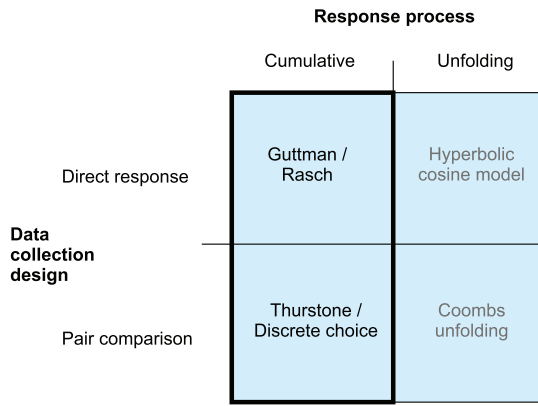 Response process
Cumulative
Unfolding
Direct response
Guttman /
Rasch
Hyperbolic
cosine model
Data
collection
design
Pair comparison
Thurstone /
Discrete choice
Coombs
unfolding